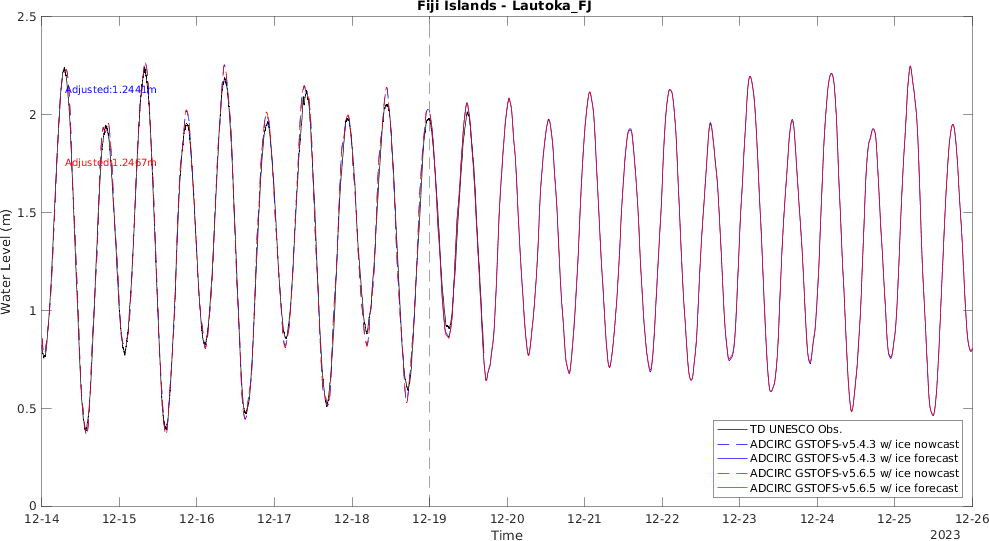 Fiji Islands - Lautoka_FJ
2.5
2
1.5
1
0.5
0
Water Level (m)
Adjusted:1.2441m
Adjusted:1.2467m
TD UNESCO Obs.
ADCIRC GSTOFS-v5.4.3 w/ ice nowcast
ADCIRC GSTOFS-v5.4.3 w/ ice forecast
ADCIRC GSTOFS-v5.6.5 w/ ice nowcast
ADCIRC GSTOFS-v5.6.5 w/ ice forecast
12-14 12-15 12-16 12-17 12-18 12-19 12-20 12-21 12-22 12-23 12-24 12-25 12-26
Time
2023